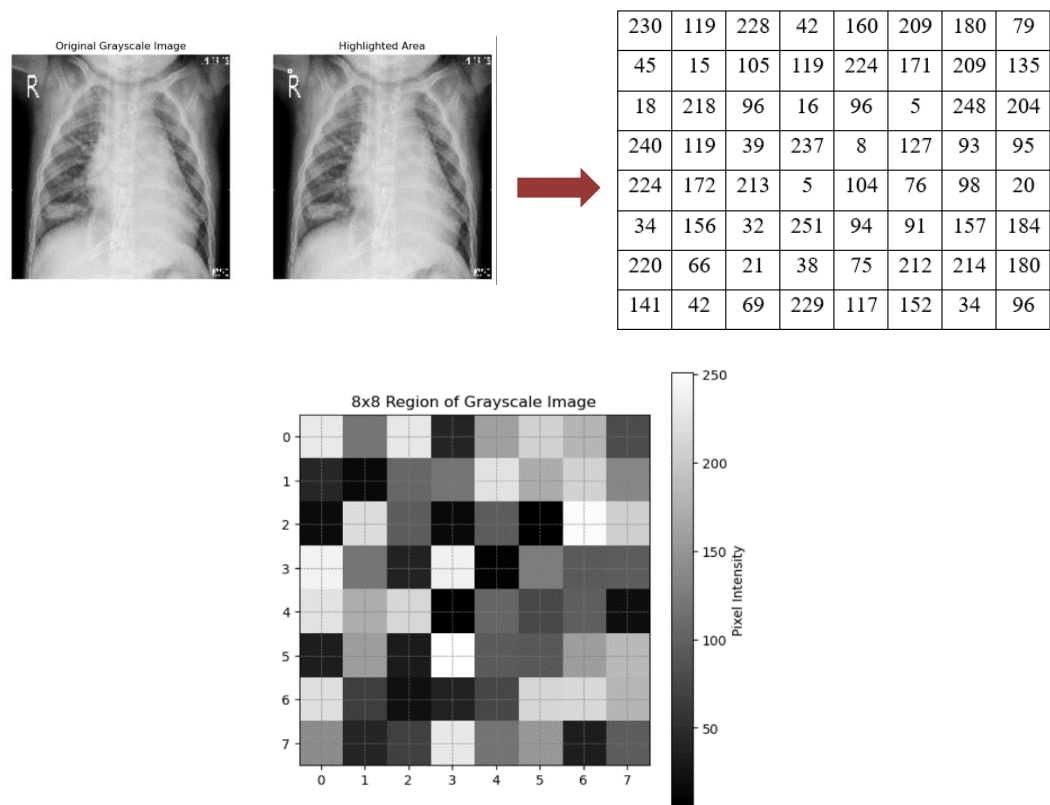 Original Grayscale Image
Highlighted Area
R
R
230 119 228 42 160 209 180 79
45 15 105 119 224 171 209 135
18 218 96 16 96 5 248 204
240 119 39 237 8 127 93 95
224 172 213 5 104 76 98 20
34 156 32 251 94 91 157 184
220 66 21 38 75 212 214 180
141 42 69 229 117 152 34 96
8x8 Region of Grayscale Image
0
1
2
3
4
5
6
7
0 1 2 3 4 5 6 7
250
200
150
100
50
Pixel Intensity